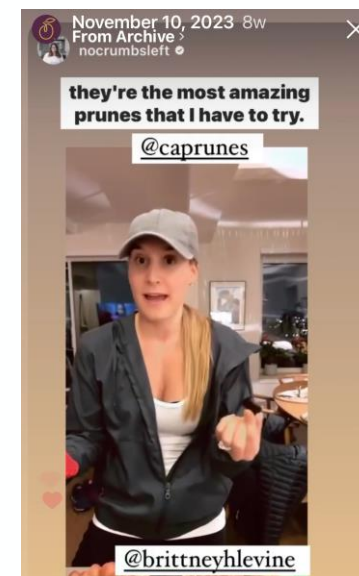 November 10, 2023 8w
From Archive >
nocrumbsleft
they're the most amazing
prunes that I have to try.
@caprunes
@brittneyhlevine